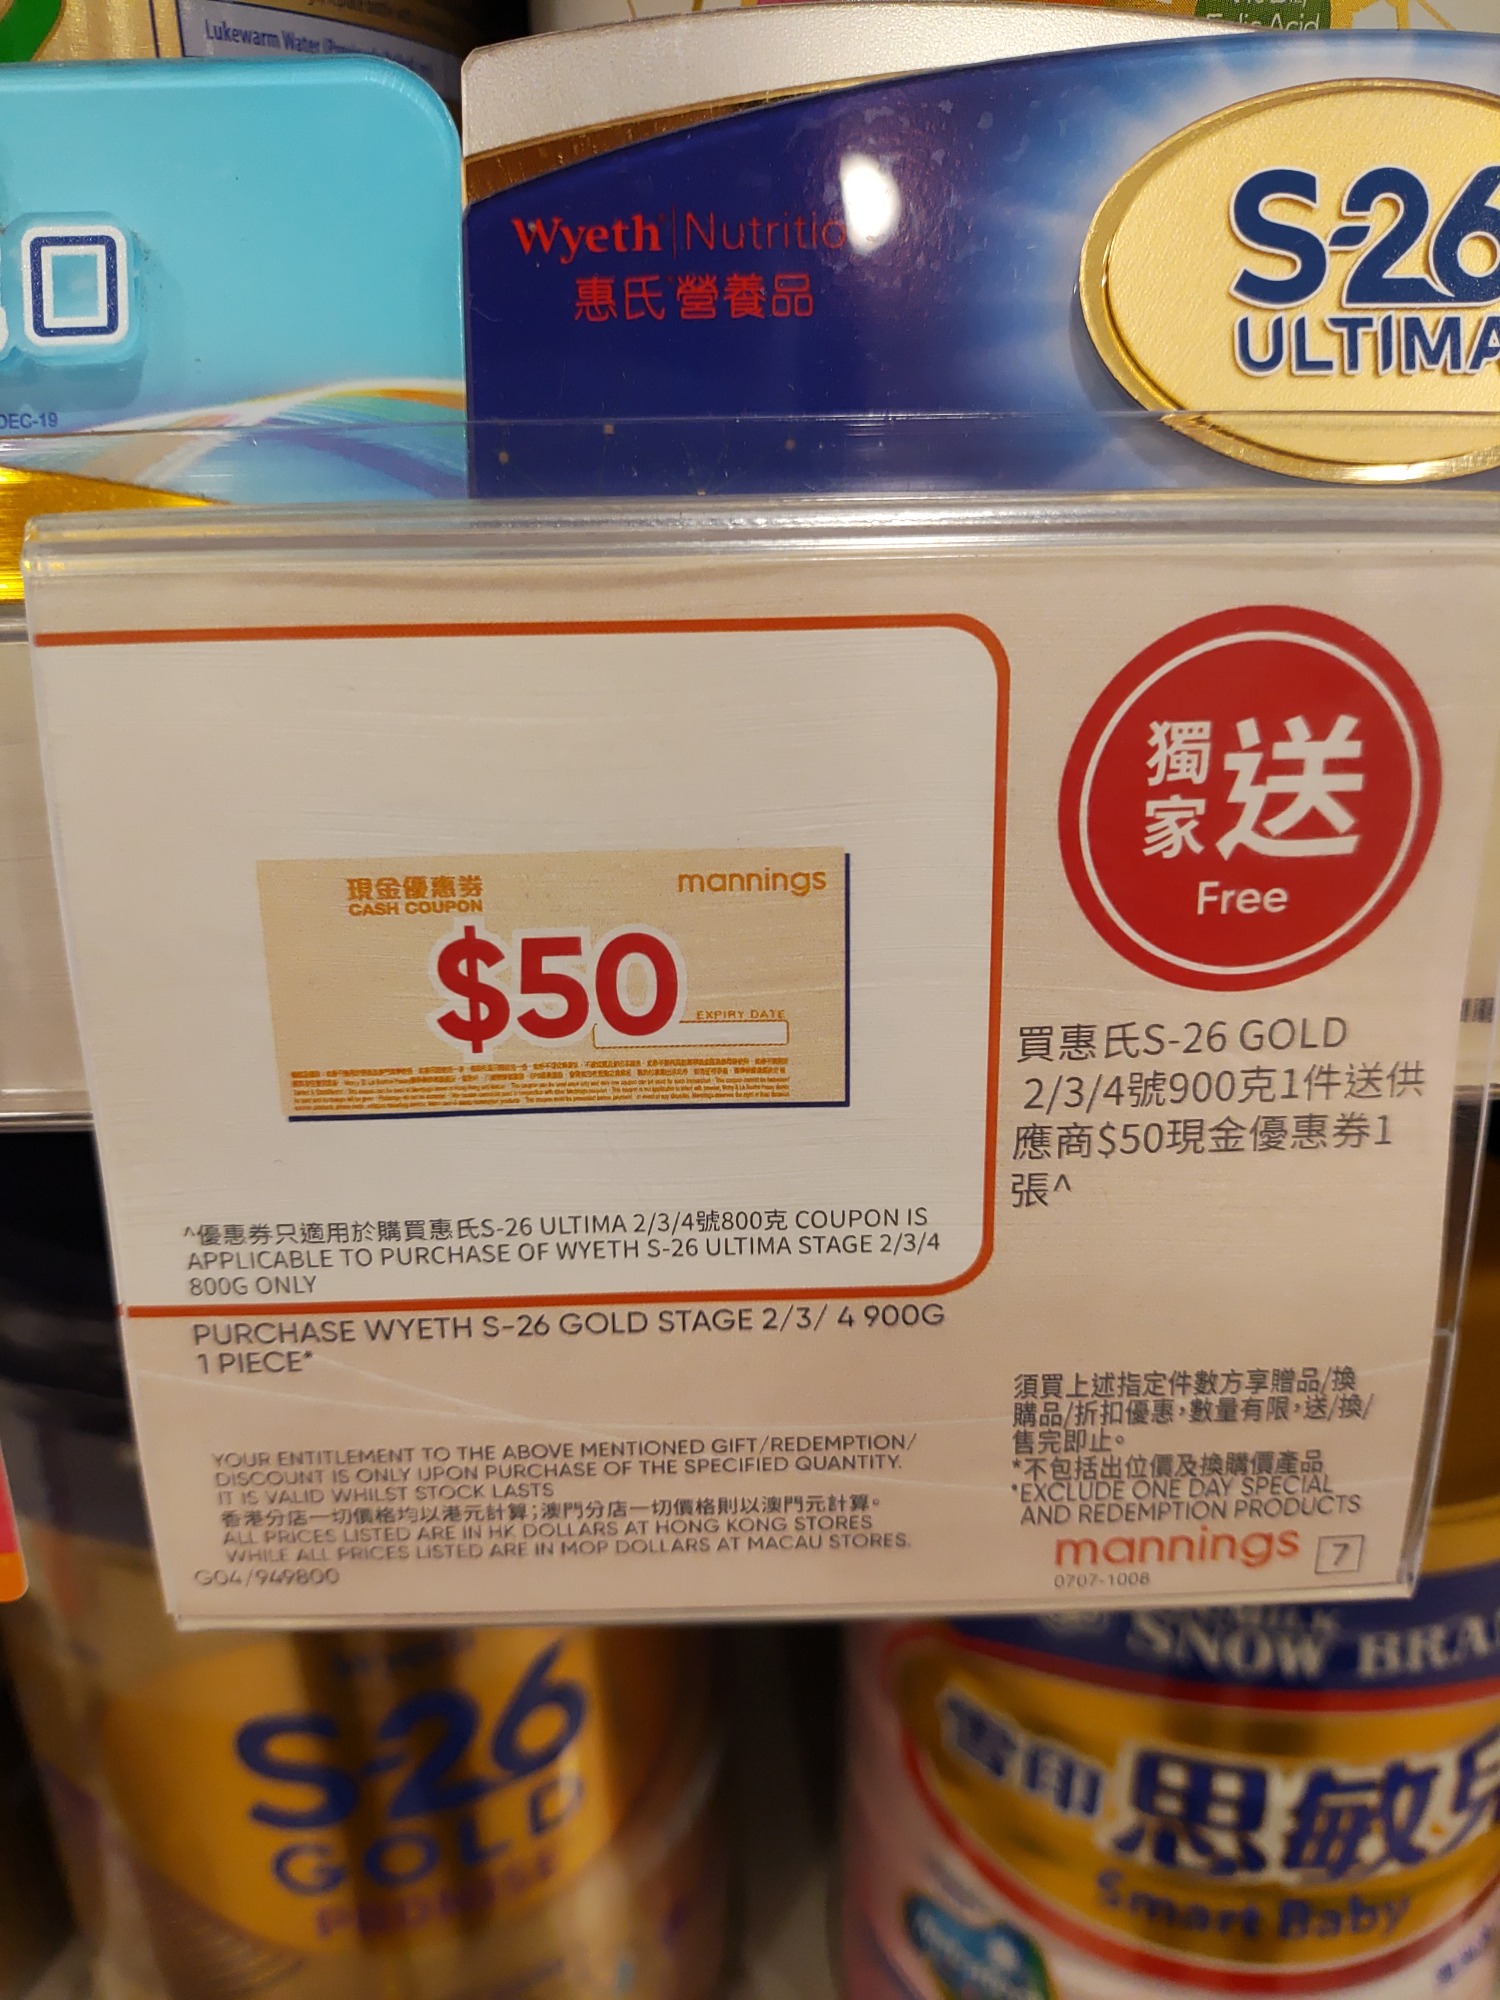 Lukewarm Water
Folic Acid
DEC-19
Wyeth Nutritio
惠氏營養品
S-26
ULTIMA
獨家送
Free
現金優惠券
CASH COUPON
mannings
$50
EXPIRY DATE
買惠氏S-26 GOLD
2/3/4號900克1件送供
應商$50現金優惠券1
張^
^優惠券只適用於購買惠氏S-26 ULTIMA 2/3/4號800克 COUPON IS
APPLICABLE TO PURCHASE OF WYETH S-26 ULTIMA STAGE 2/3/4
800G ONLY
PURCHASE WYETH S-26 GOLD STAGE 2/3/ 4 900G
1 PIECE*
YOUR ENTITLEMENT TO THE ABOVE MENTIONED GIFT/REDEMPTION/
DISCOUNT IS ONLY UPON PURCHASE OF THE SPECIFIED QUANTITY.
IT IS VALID WHILST STOCK LASTS
香港分店一切價格均以港元計算；澳門分店一切價格則以澳門元計算。
ALL PRICES LISTED ARE IN HK DOLLARS AT HONG KONG STORES
WHILE ALL PRICES LISTED ARE IN MOP DOLLARS AT MACAU STORES.
G04/949800
須買上述指定件數方享贈品/換
購品/折扣優惠，數量有限，送/換/
售完即止。
*不包括出位價及換購價產品
*EXCLUDE ONE DAY SPECIAL
AND REDEMPTION PRODUCTS
mannings 7
0707-1008
S-26
GOLD
PROMISE
SNOW BRA
雪印 思敏兒
Smart Baby